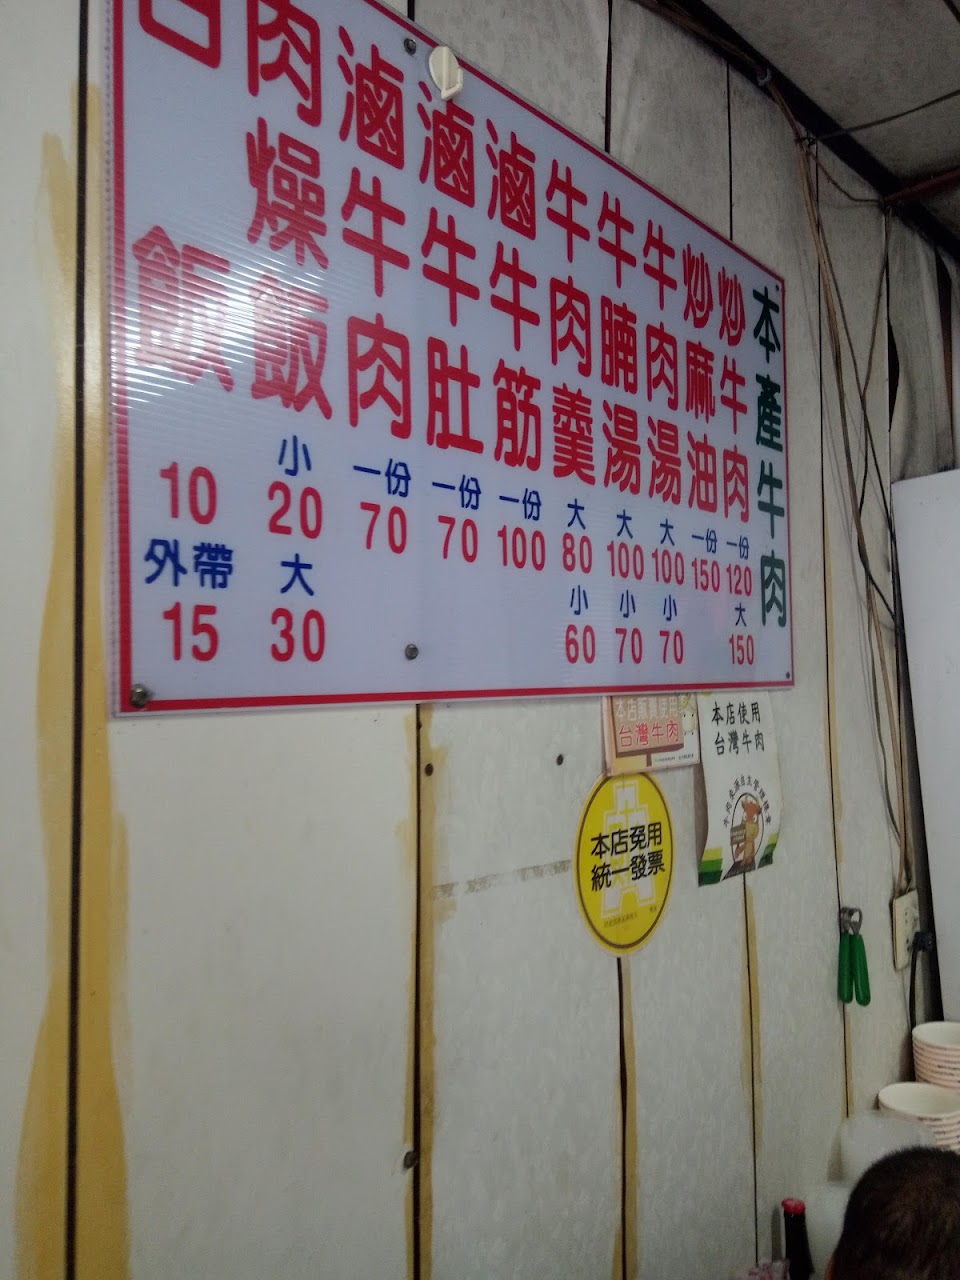 本產牛肉
炒牛肉
一份
120
大
150
炒麻油
一份
150
牛肉湯
大
100
小
70
牛腩湯
大
100
小
70
牛肉羹
大
80
小
60
滷牛筋
一份
100
滷牛肚
一份
70
滷牛肉
一份
70
肉燥飯
小
20
大
30
白飯
10
外帶
15
台灣牛肉
本店使用
台灣牛肉
本店免用
統一發票